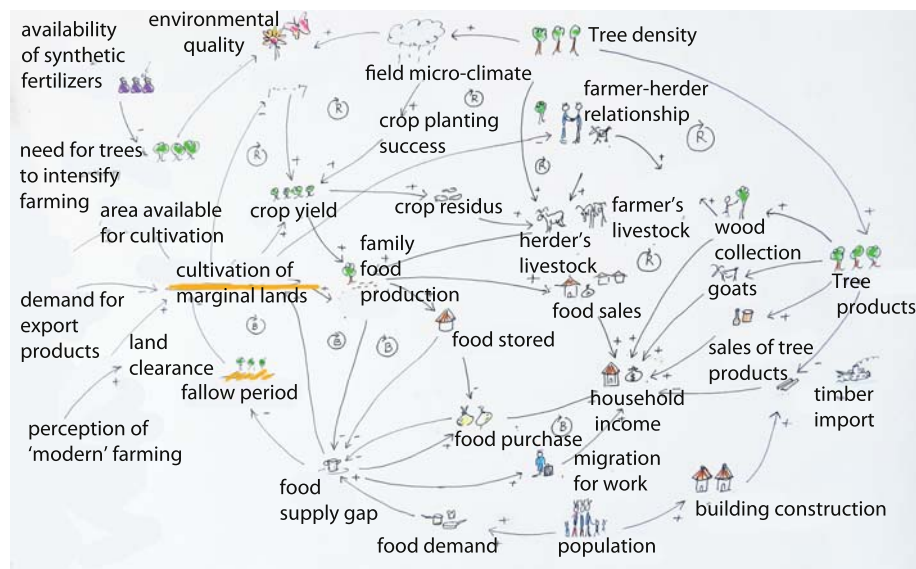 availability
of synthetic
fertilizers
environmental
quality
Tree density
field micro-climate
farmer-herder
relationship
crop planting
success
need for trees
to intensify
farming
area available
for cultivation
crop yield
crop residus
family
food
production
herder's
livestock
farmer's
livestock
wood
collection
goats
Tree
products
cultivation of
marginal lands
demand for
export
products
land
clearance
fallow period
food stored
food sales
sales of tree
products
timber
import
household
income
perception of
'modern' farming
food purchase
migration
for work
food
supply gap
building construction
food demand
population
R
R
R
R
R
R
B
B
B
B